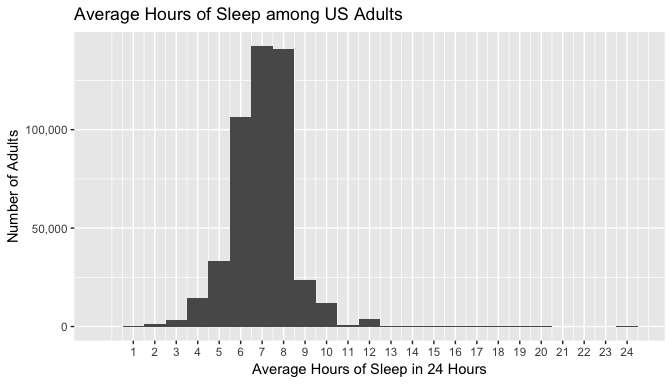 Average Hours of Sleep among US Adults
Number of Adults
100,000
50,000
0
1 2 3 4 5 6 7 8 9 10 11 12 13 14 15 16 17 18 19 20 21 22 23 24
Average Hours of Sleep in 24 Hours